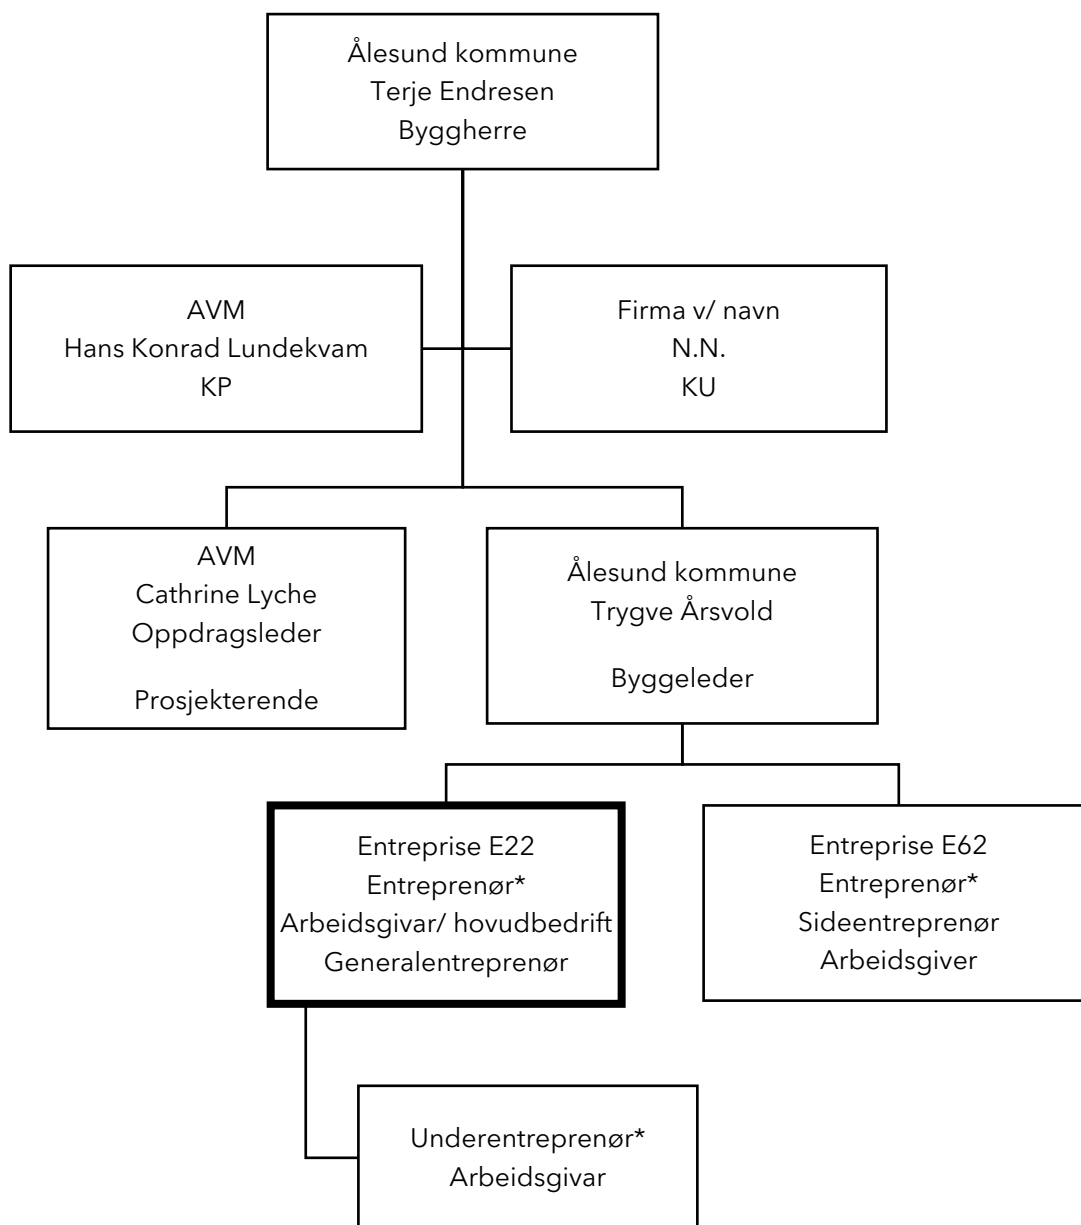 Ålesund kommune
Terje Endresen
Byggherre
AVM
Hans Konrad Lundekvam
KP
Firma v/ navn
N.N.
KU
AVM
Cathrine Lyche
Oppdragsleder
Prosjekterende
Ålesund kommune
Trygve Årsvold
Byggeleder
Entreprise E22
Entreprenør*
Arbeidsgivar/ hovudbedrift
Generalentreprenør
Entreprise E62
Entreprenør*
Sideentreprenør
Arbeidsgiver
Underentreprenør*
Arbeidsgivar